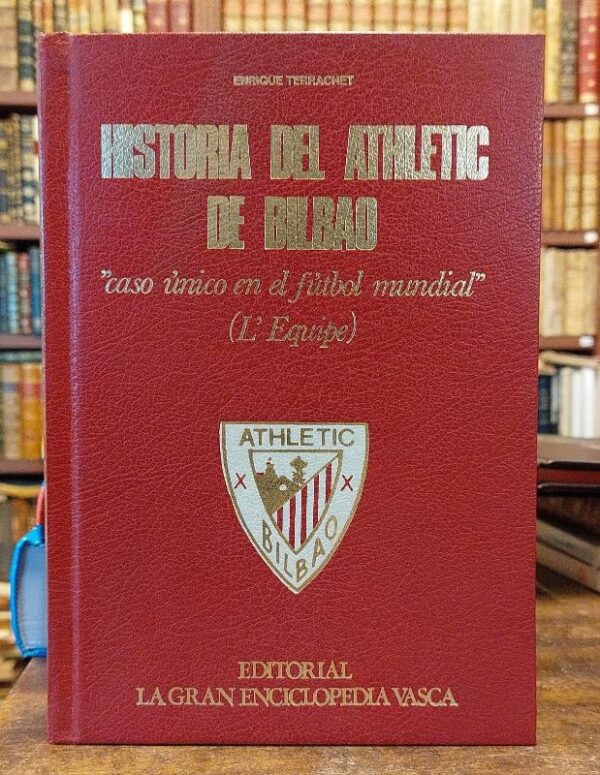 ENRIQUE TERRACHET
HISTORIA DEL ATHLETIC
DE BILBAO
"caso único en el fútbol mundial"
(L' Equipe)
ATHLETIC
X X
BILBAO
EDITORIAL
LA GRAN ENCICLOPEDIA VASCA